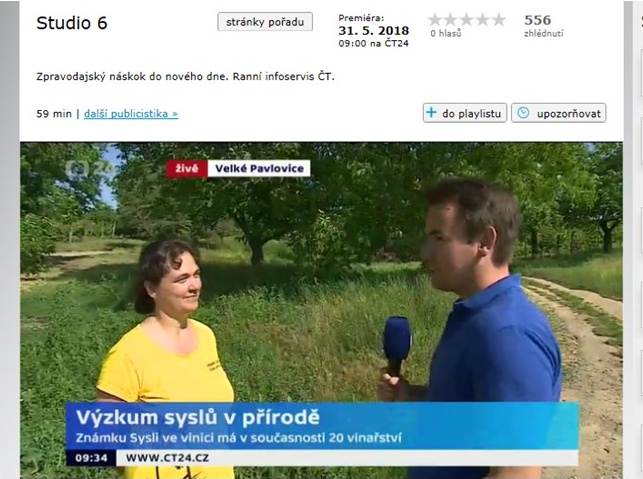 Studio 6
stránky pořadu
Premiéra:
31. 5. 2018
09:00 na ČT24
0 hlasů
556
zhlédnutí
Zpravodajský náskok do nového dne. Ranní infoservis ČT.
59 min | další publicistika »
+ do playlistu
upozorňovat
24
živě Velké Pavlovice
Výzkum syslů v přírodě
Známku Sysli ve vinici má v současnosti 20 vinařství
09:34 WWW.CT24.CZ